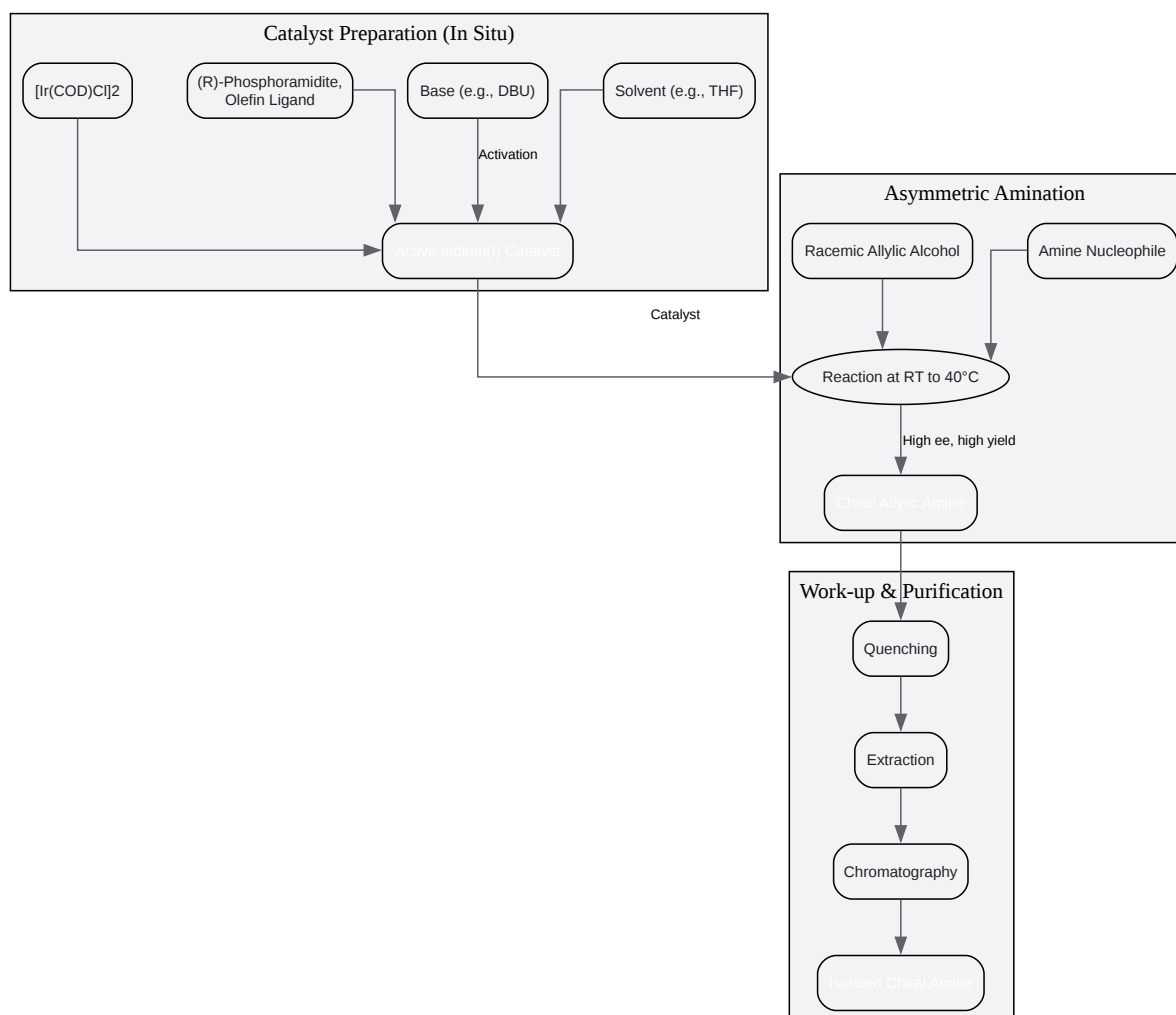 Catalyst Preparation (In Situ)
[Ir(COD)Cl]2
(R)-Phosphoramidite,
Olefin Ligand
Base (e.g., DBU)
Solvent (e.g., THF)
Activation
Active Iridium(I) Catalyst
Catalyst
Asymmetric Amination
Racemic Allylic Alcohol
Amine Nucleophile
Reaction at RT to 40°C
High ee, high yield
Chiral Allylic Amine
Work-up & Purification
Quenching
Extraction
Chromatography
Isolated Chiral Amine